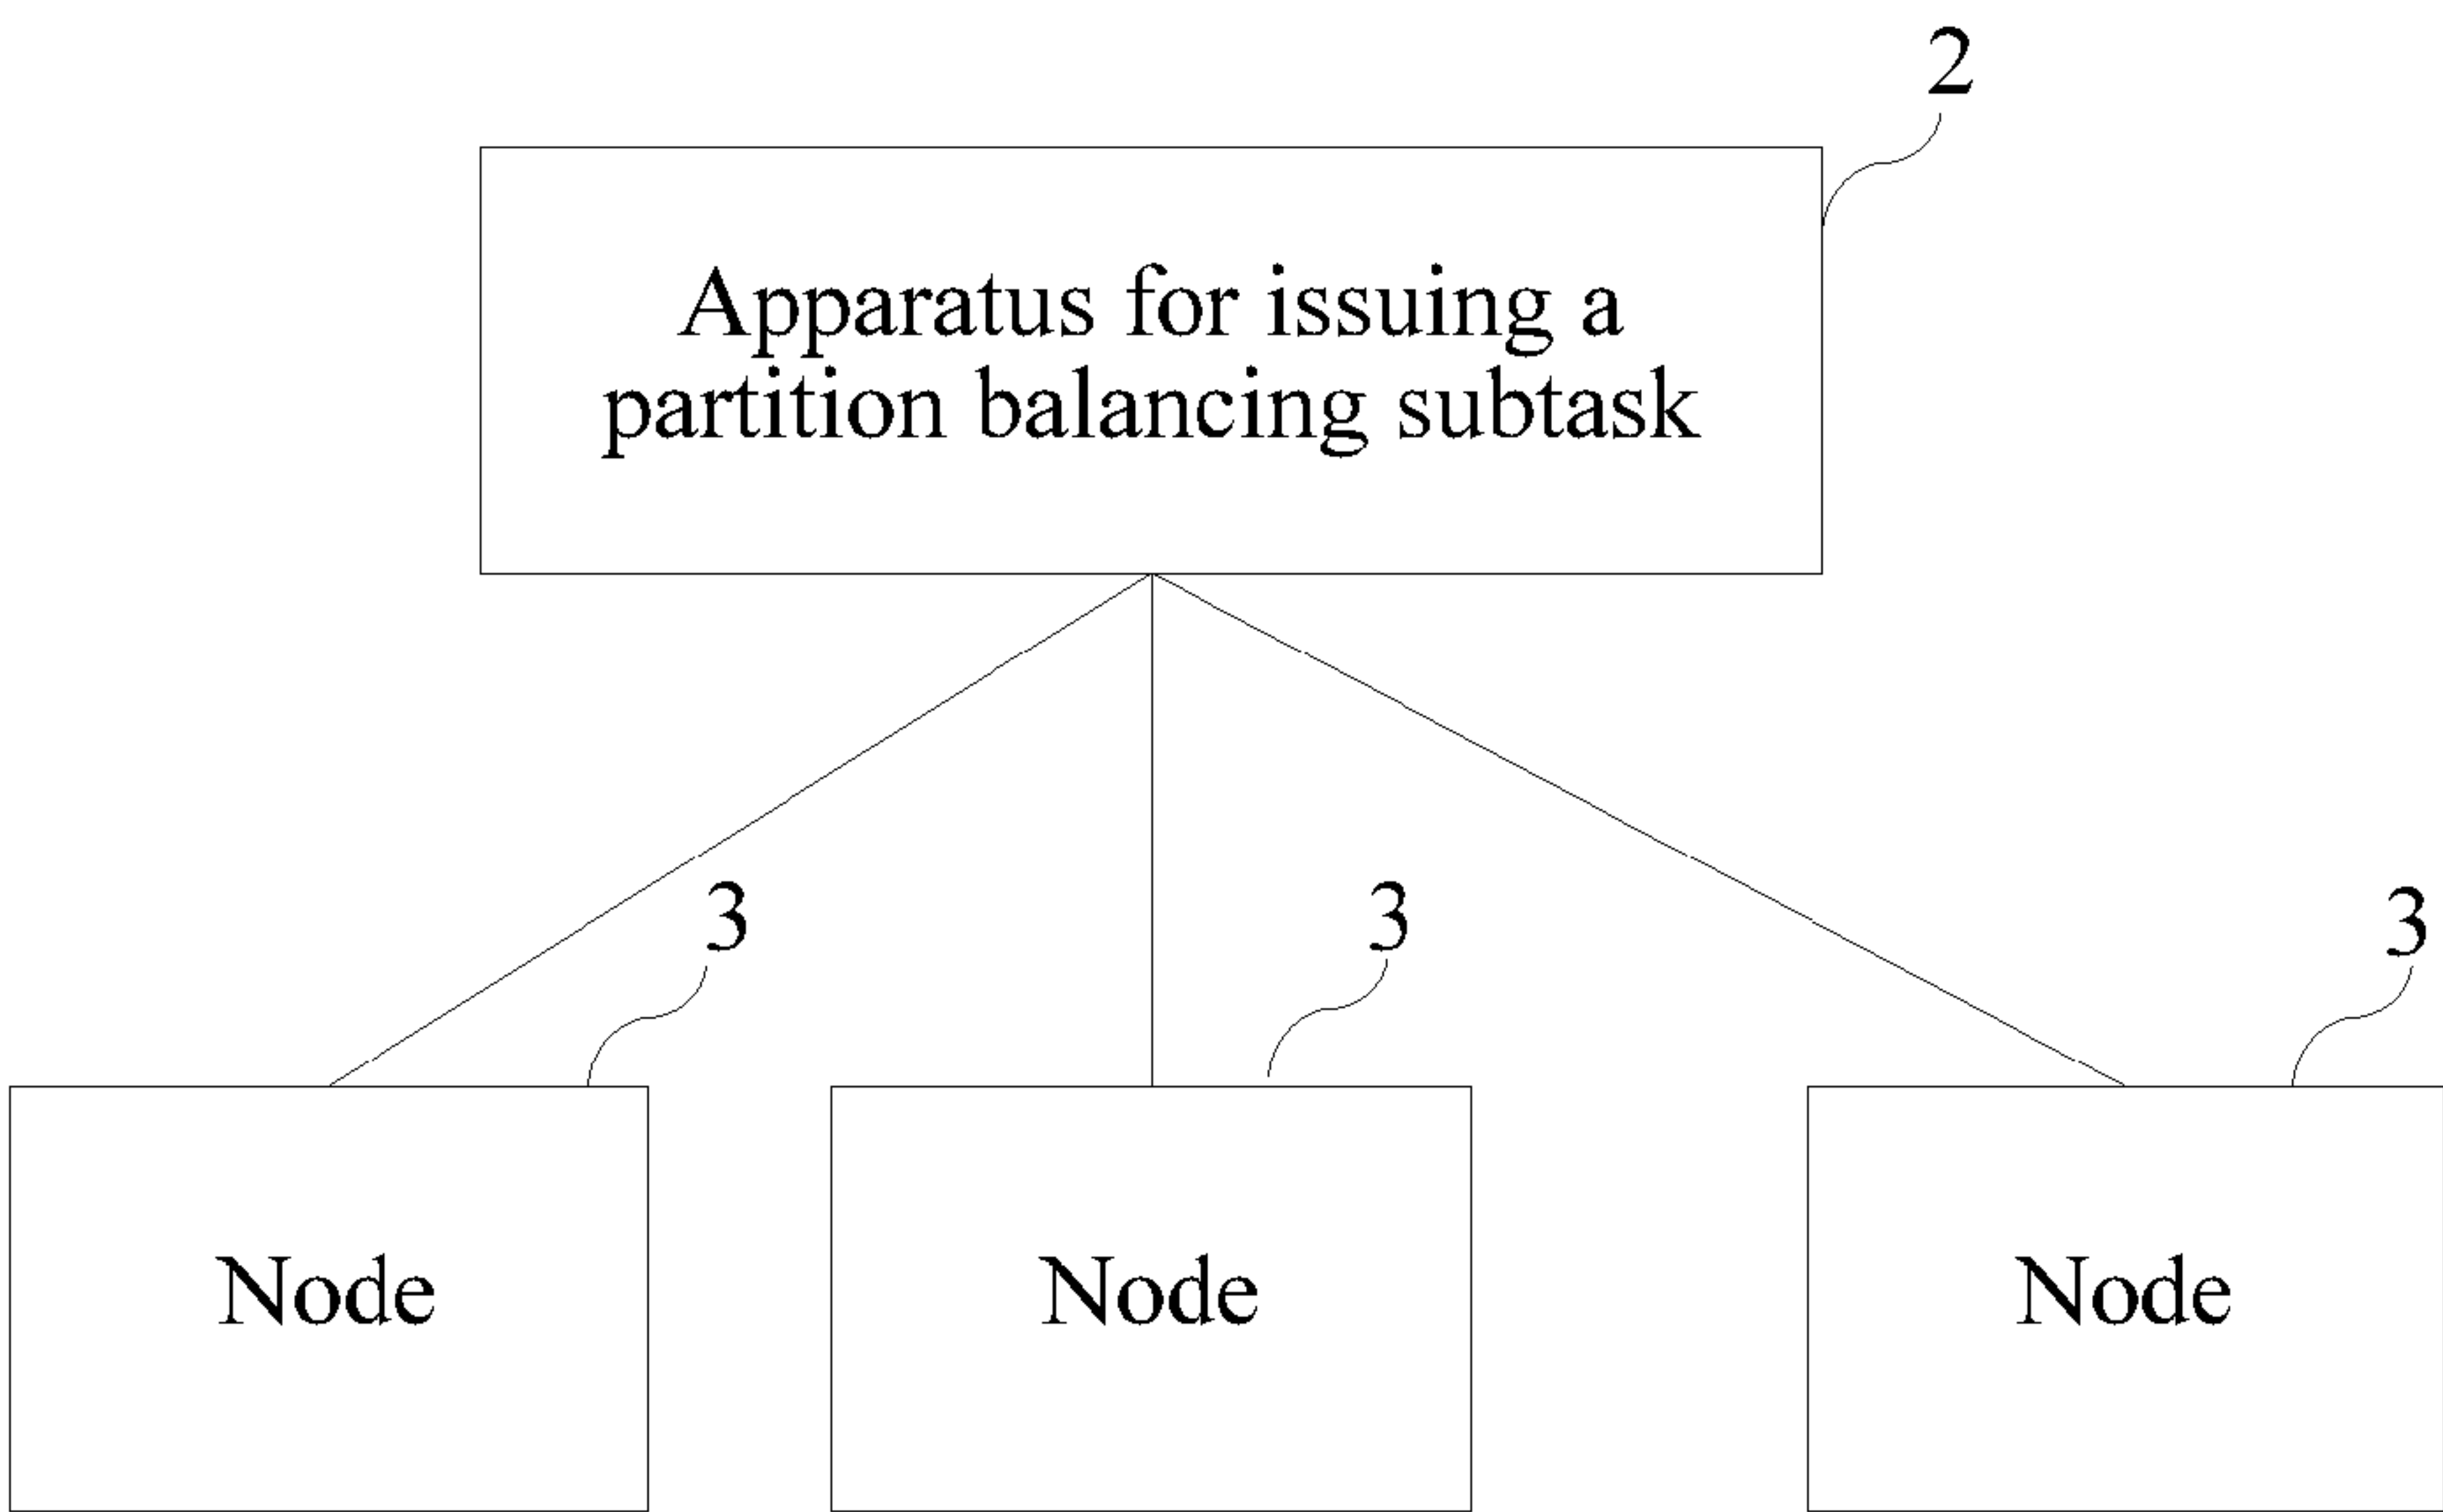 2
Apparatus for issuing a
partition balancing subtask
3
3
3
Node
Node
Node